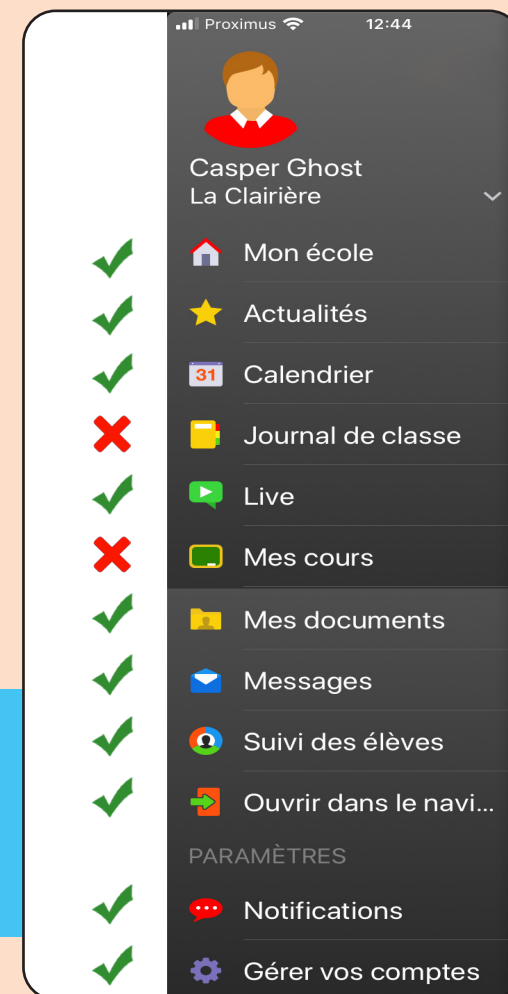 Proximus 12:44
Casper Ghost
La Clairière
Mon école
Actualités
31 Calendrier
Journal de classe
Live
Mes cours
Mes documents
Messages
Suivi des élèves
Ouvrir dans le navi...
PARAMÈTRES
Notifications
Gérer vos comptes